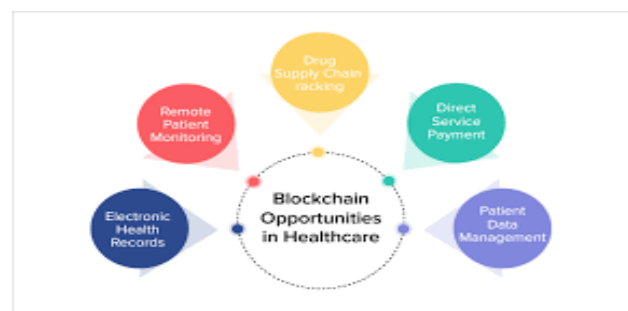 Drug
Supply Chain
racking
Remote
Patient
Monitoring
Direct
Service
Payment
Electronic
Health
Records
Blockchain
Opportunities
in Healthcare
Patient
Data
Management